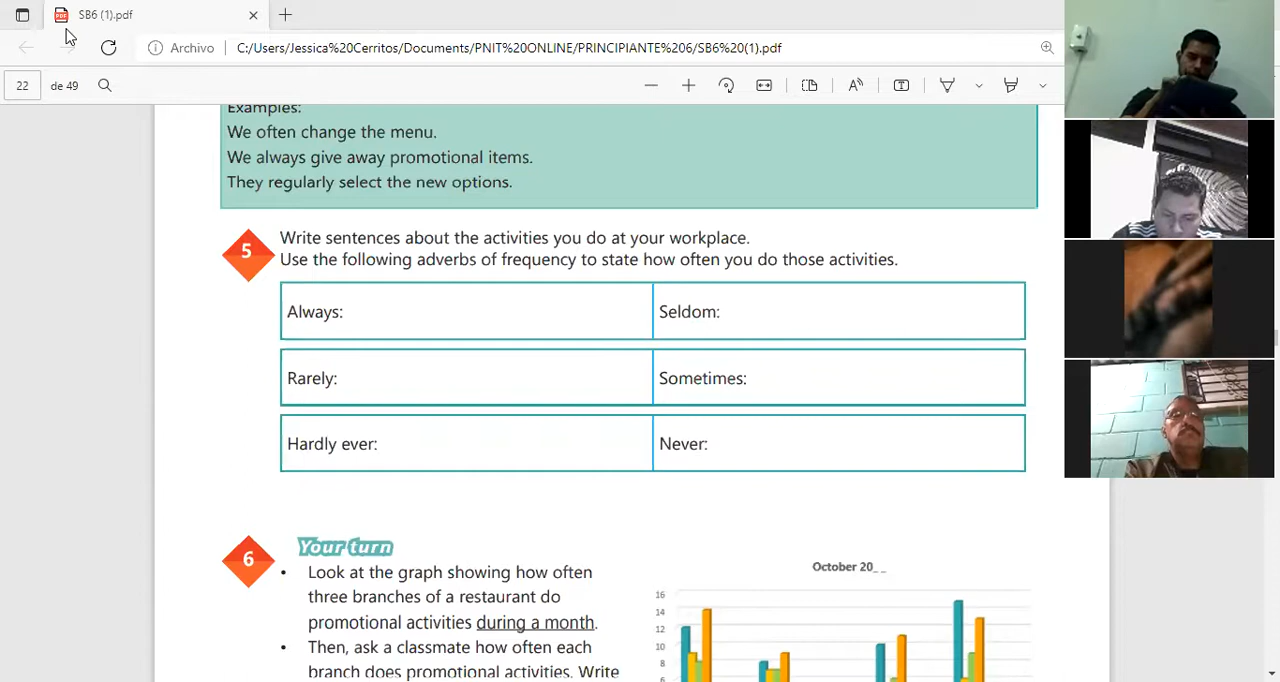 SB6 (1).pdf
Archivo
C:/Users/Jessica%20Cerritos/Documents/PNIT%20ONLINE/PRINCIPIANTE%206/SB6%20(1).pdf
22
de 49
Examples:
We often change the menu.
We always give away promotional items.
They regularly select the new options.
5
Write sentences about the activities you do at your workplace.
Use the following adverbs of frequency to state how often you do those activities.
Always:
Seldom:
Rarely:
Sometimes:
Hardly ever:
Never:
6
Your turn
• Look at the graph showing how often
three branches of a restaurant do
promotional activities during a month.
• Then, ask a classmate how often each
branch does promotional activities. Write
October 20_ _
16
14
12
10
8
6